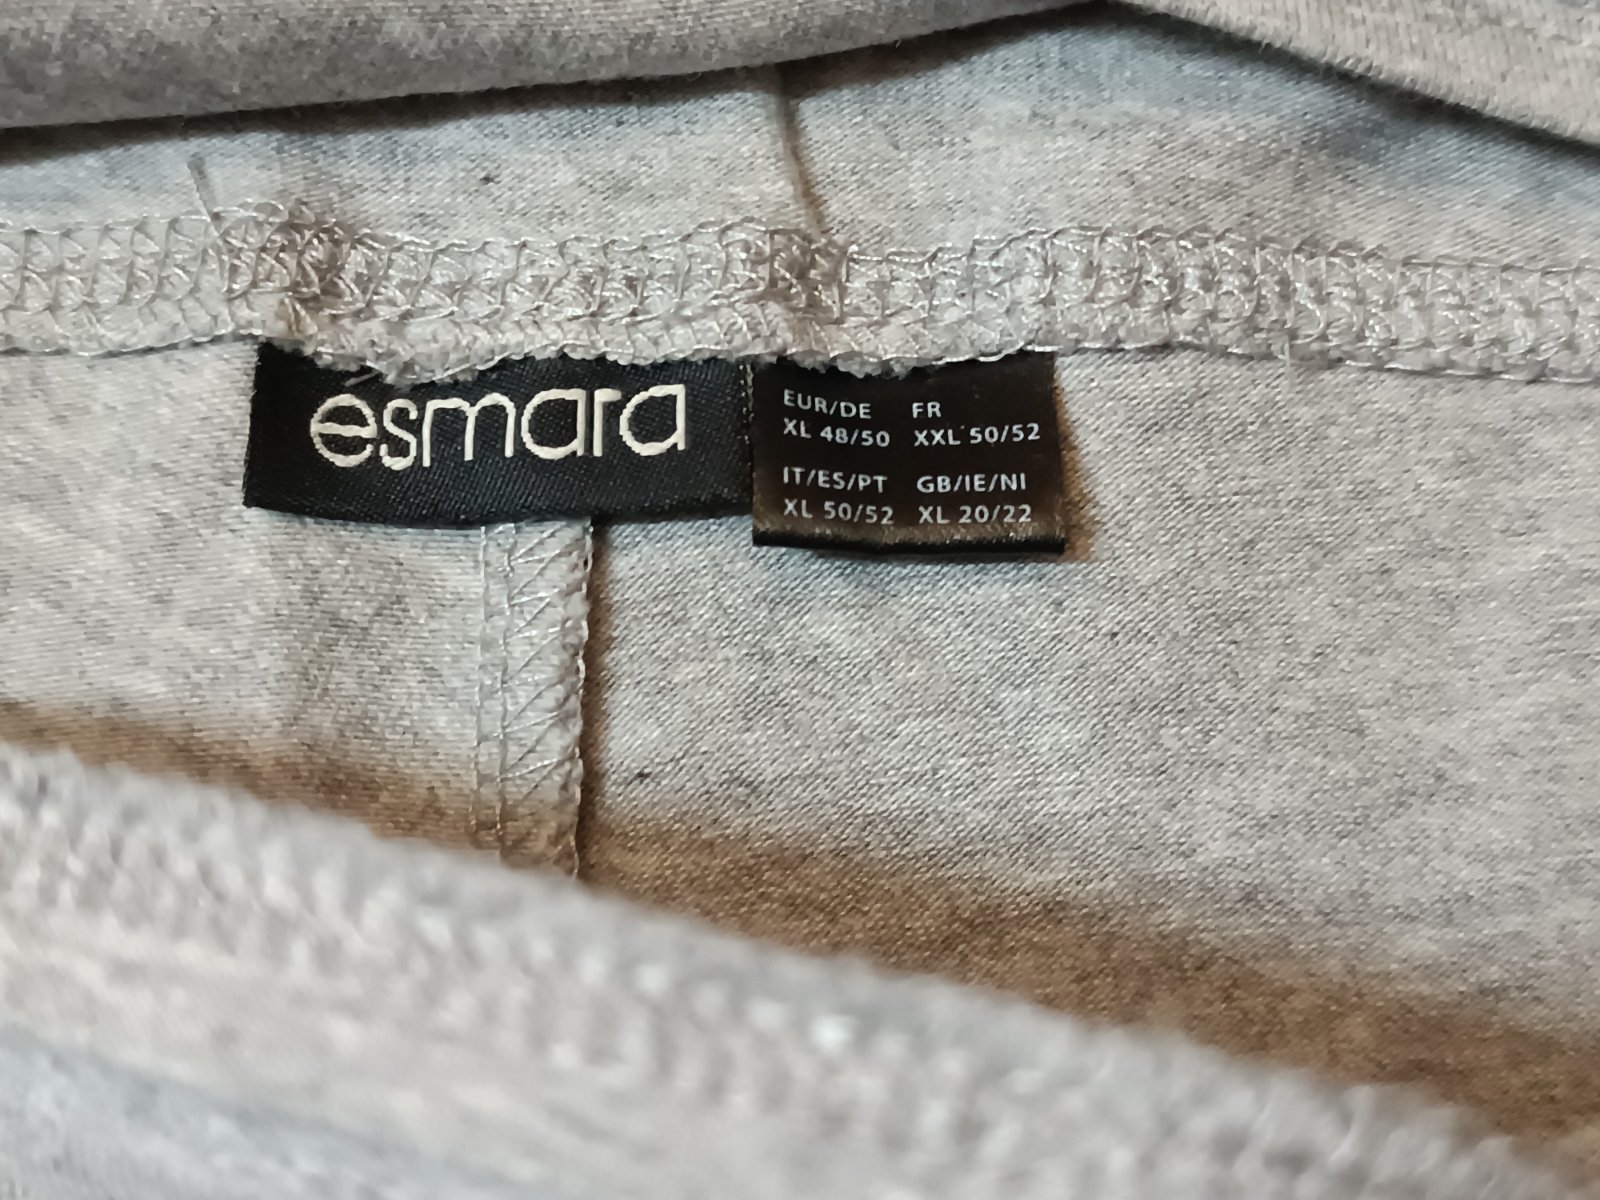 esmara
EUR/DE FR
XL 48/50 XXL 50/52
IT/ES/PT GB/IE/NI
XL 50/52 XL 20/22